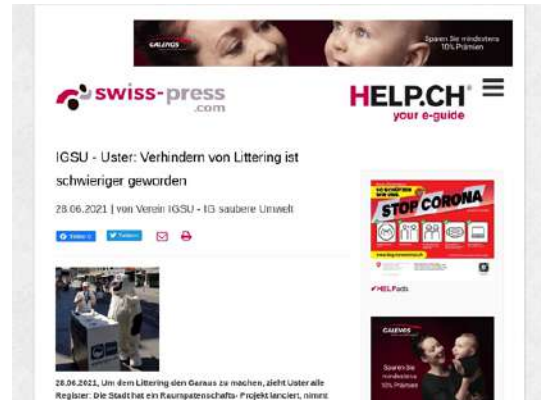 GALENOS
Sparen Sie mindestens
10% Prämien
swiss-press
.com
HELP.CH
your e-guide
IGSU - Uster: Verhindern von Littering ist
schwieriger geworden
28.06.2021 | von Verein IGSU - IG saubere Umwelt
STOP CORONA
HELPads
GALENOS
Sparen Sie
mindestens
10% Prämien
28.06.2021, Um dem Littering den Garaus zu machen, zieht Uster alle
Register: Die Stadt hat ein Raumpatenschafts- Projekt lanciert, nimmt